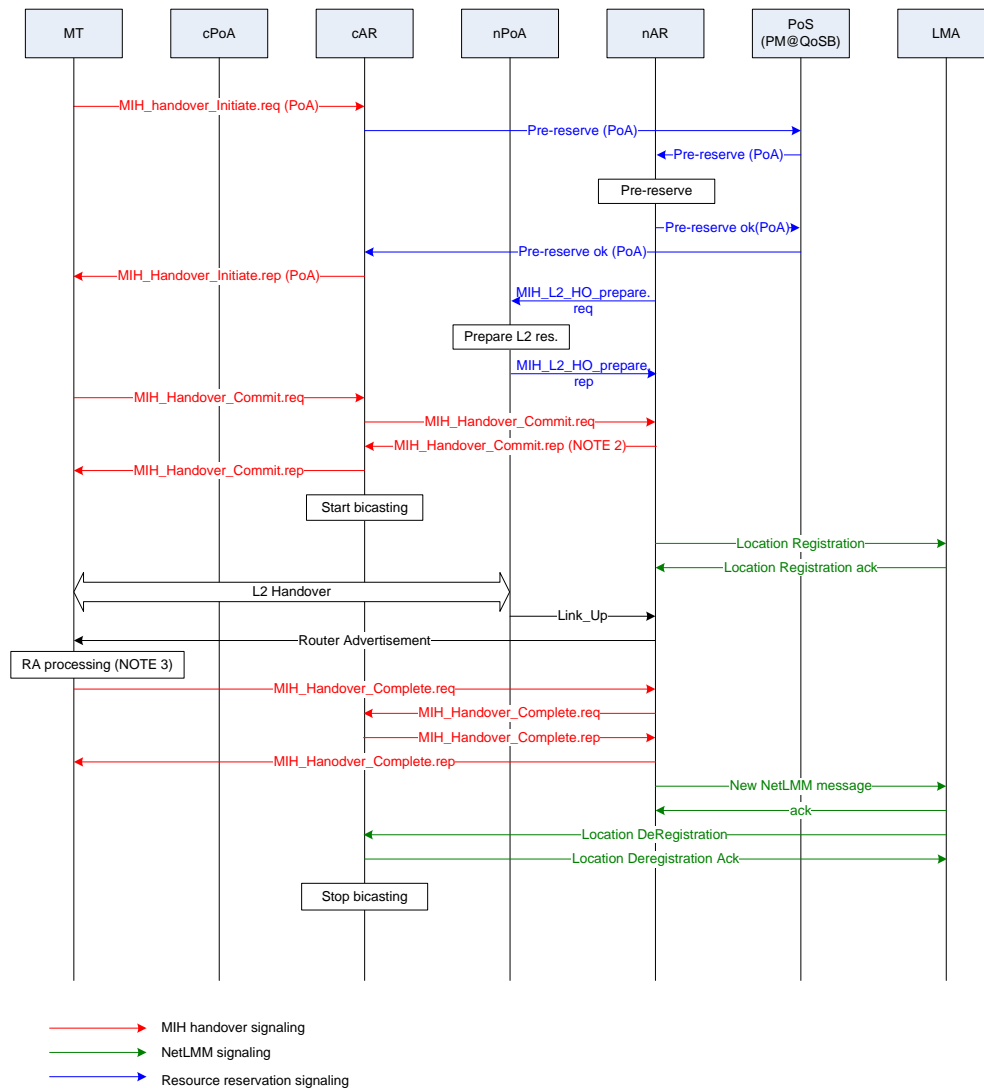 MT
cPoA
cAR
nPoA
nAR
PoS
(PM@QoSB)
LMA
MIH_handover_Initiate.req (PoA)
Pre-reserve (PoA)
Pre-reserve (PoA)
Pre-reserve
Pre-reserve ok(PoA)
Pre-reserve ok (PoA)
MIH_Handover_Initiate.rep (PoA)
MIH_L2_HO_prepare.
req
Prepare L2 res.
MIH_L2_HO_prepare.
rep
MIH_Handover_Commit.req
MIH_Handover_Commit.req
MIH_Handover_Commit.rep (NOTE 2)
MIH_Handover_Commit.rep
Start bicasting
Location Registration
Location Registration ack
L2 Handover
Link_Up
Router Advertisement
RA processing (NOTE 3)
MIH_Handover_Complete.req
MIH_Handover_Complete.req
MIH_Handover_Complete.rep
MIH_Hanodver_Complete.rep
New NetLMM message
ack
Location DeRegistration
Location Deregistration Ack
Stop bicasting
MIH handover signaling
NetLMM signaling
Resource reservation signaling